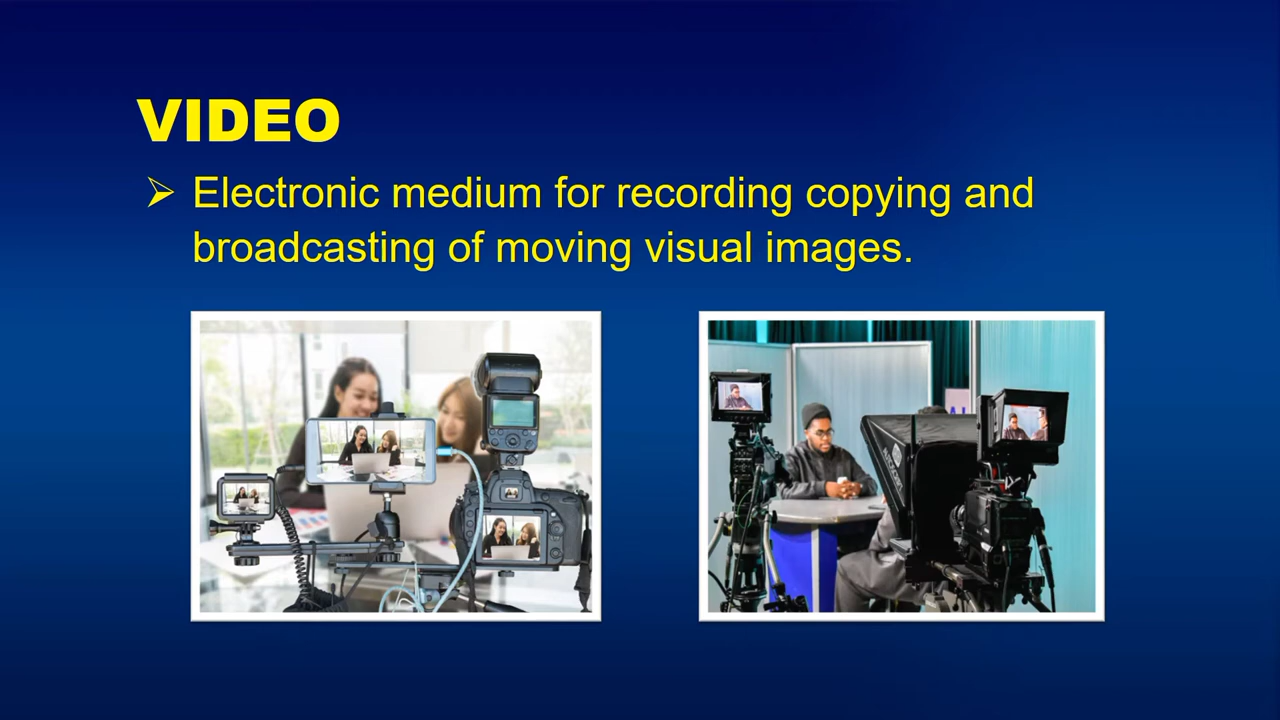 VIDEO
➢ Electronic medium for recording copying and
broadcasting of moving visual images.